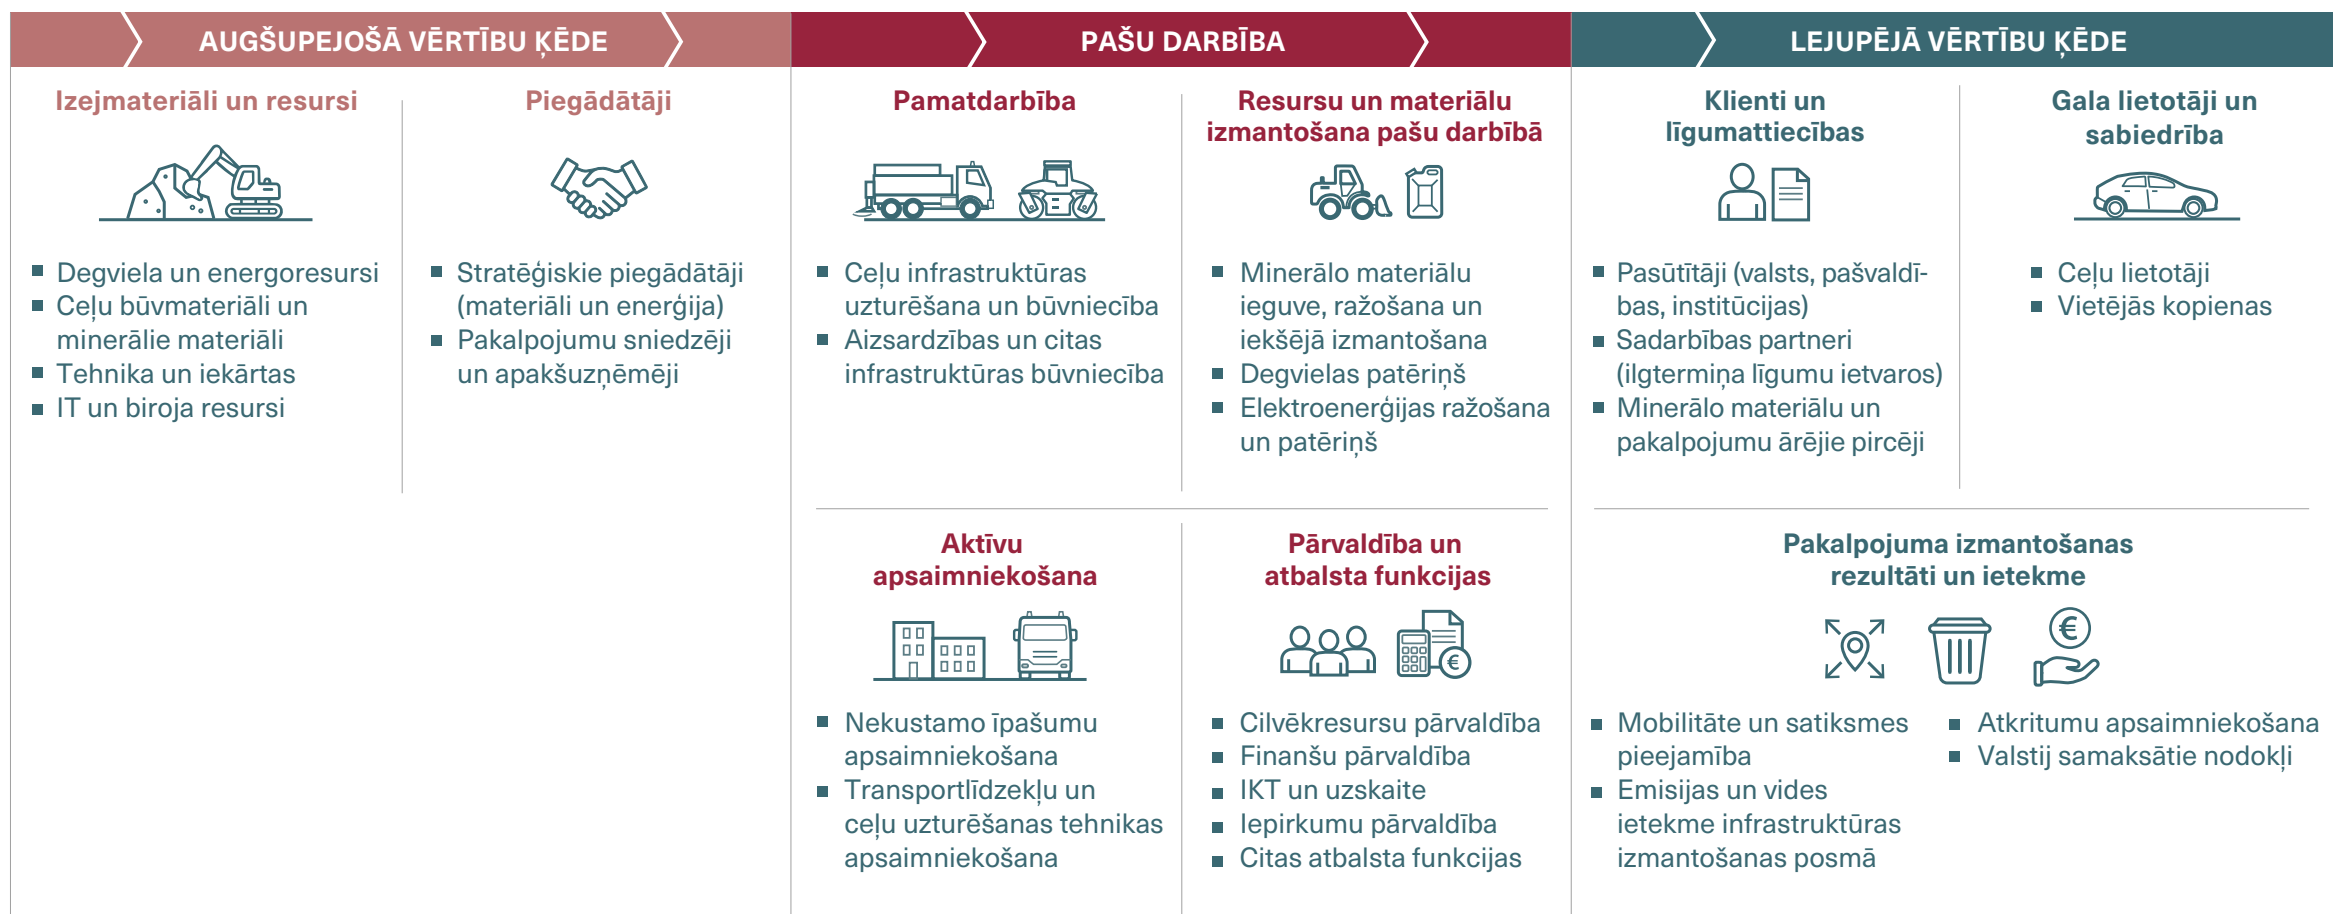 AUGŠUPEJOŠĀ VĒRTĪBU ĶĒDE
Izejmateriāli un resursi
Degviela un energoresursi
Ceļu būvmateriāli un
minerālie materiāli
Tehnika un iekārtas
IT un biroja resursi
Piegādātāji
Stratēģiskie piegādātāji
(materiāli un enerģija)
Pakalpojumu sniedzēji
un apakšuzņēmēji
PAŠU DARBĪBA
Pamatdarbība
Ceļu infrastruktūras
uzturēšana un būvniecība
Aizsardzības un citas
infrastruktūras būvniecība
Resursu un materiālu
izmantošana pašu darbībā
Minerālo materiālu
ieguve, ražošana un
iekšējā izmantošana
Degvielas patēriņš
Elektroenerģijas ražošana
un patēriņš
Aktīvu
apsaimniekošana
Nekustamo īpašumu
apsaimniekošana
Transportlīdzekļu un
ceļu uzturēšanas tehnikas
apsaimniekošana
Pārvaldība un
atbalsta funkcijas
€
Cilvēkresursu pārvaldība
Finanšu pārvaldība
IKT un uzskaite
Iepirkumu pārvaldība
Citas atbalsta funkcijas
LEJUPĒJĀ VĒRTĪBU ĶĒDE
Klienti un
līgumattiecības
Pasūtītāji (valsts, pašvaldī-
bas, institūcijas)
Sadarbības partneri
(ilgtermiņa līgumu ietvaros)
Minerālo materiālu un
pakalpojumu ārējie pircēji
Gala lietotāji un
sabiedrība
Ceļu lietotāji
Vietējās kopienas
Pakalpojuma izmantošanas
rezultāti un ietekme
€
Mobilitāte un satiksmes
pieejamība
Emisijas un vides
ietekme infrastruktūras
izmantošanas posmā
Atkritumu apsaimniekošana
Valstij samaksātie nodokļi